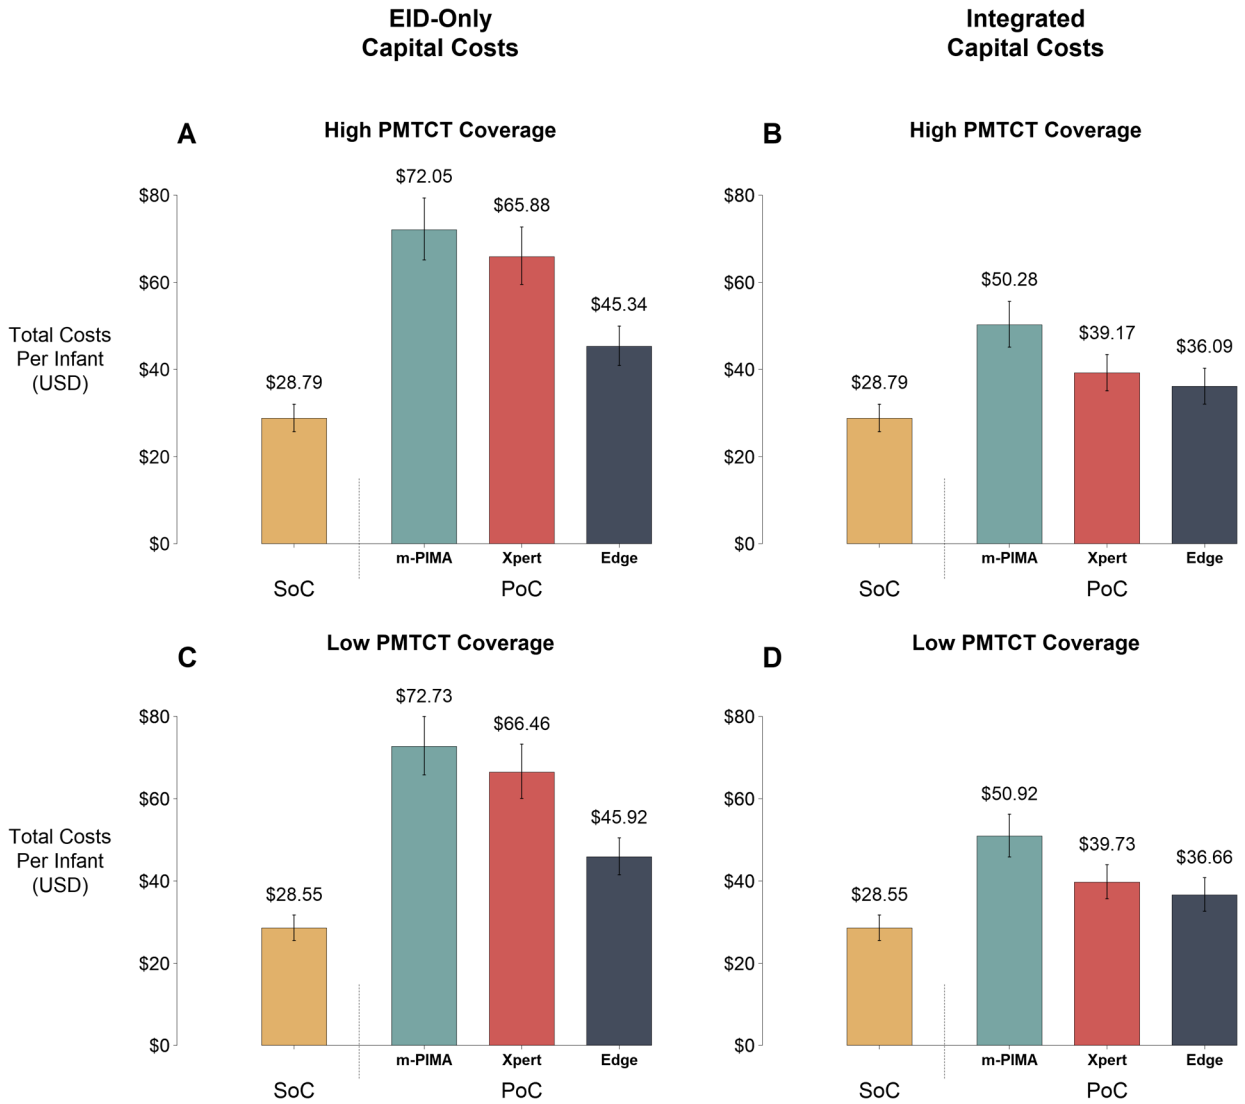 EID-Only
Capital Costs
Integrated
Capital Costs
A
High PMTCT Coverage
Total Costs
Per Infant
(USD)
$80
$60
$40
$20
$0
$28.79
$72.05
$65.88
$45.34
m-PIMA
Xpert
Edge
SoC
PoC
B
High PMTCT Coverage
$80
$60
$40
$20
$0
$28.79
$50.28
$39.17
$36.09
m-PIMA
Xpert
Edge
SoC
PoC
C
Low PMTCT Coverage
Total Costs
Per Infant
(USD)
$80
$60
$40
$20
$0
$28.55
$72.73
$66.46
$45.92
m-PIMA
Xpert
Edge
SoC
PoC
D
Low PMTCT Coverage
$80
$60
$40
$20
$0
$28.55
$50.92
$39.73
$36.66
m-PIMA
Xpert
Edge
SoC
PoC